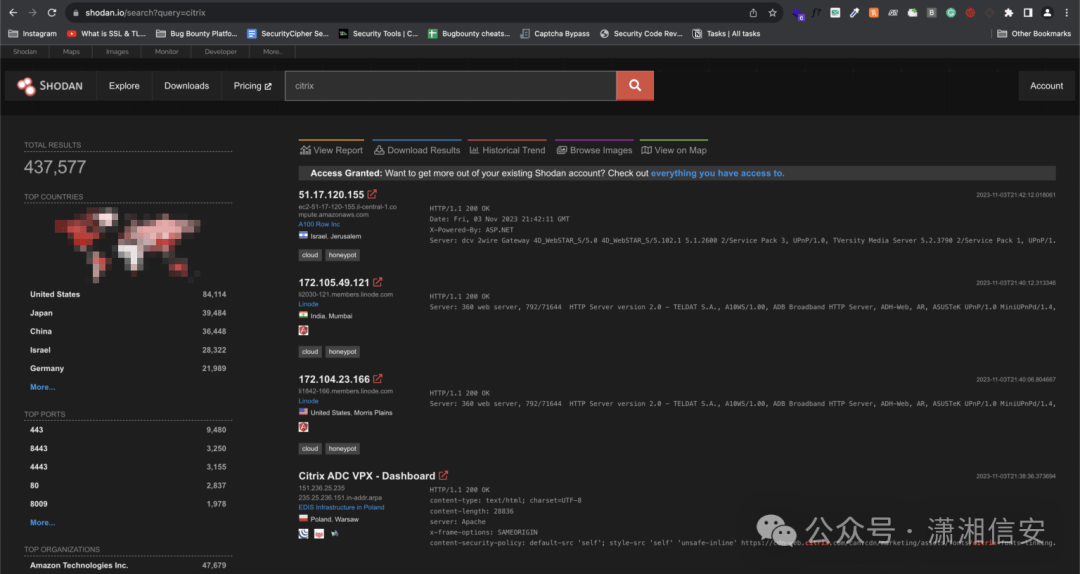 shodan.io/search?query=citrix
Instagram
What is SSL & TL...
Bug Bounty Platfo...
SecurityCipher Se...
Security Tools | C...
Bugbounty cheats...
Captcha Bypass
Security Code Rev...
Tasks | All tasks
Other Bookmarks
Shodan
Maps
Images
Monitor
Developer
More...
SHODAN
Explore
Downloads
Pricing
citrix
Account
TOTAL RESULTS
437,577
TOP COUNTRIES
United States 84,114
Japan 39,484
China 36,448
Israel 28,322
Germany 21,989
More...
TOP PORTS
443 9,480
8443 3,250
4443 3,155
80 2,837
8009 1,978
More...
TOP ORGANIZATIONS
Amazon Technologies Inc. 47,679
View Report
Download Results
Historical Trend
Browse Images
View on Map
Access Granted: Want to get more out of your existing Shodan account? Check out everything you have access to.
51.17.120.155
2023-11-03T21:42:12.018061
ec2-51-17-120-155.il-central-1.co
mpute.amazonaws.com
A100 Row Inc
Israel, Jerusalem
cloud
honeypot
HTTP/1.1 200 OK
Date: Fri, 03 Nov 2023 21:42:11 GMT
X-Powered-By: ASP.NET
Server: dcv 2wire Gateway 4D_WebSTAR_S/5.0 4D_WebSTAR_S/5.102.1 5.1.2600 2/Service Pack 3, UPnP/1.0, TVersity Media Server 5.2.3790 2/Service Pack 1, UPnP/1.
172.105.49.121
2023-11-03T21:40:12.313346
li2030-121.members.linode.com
Linode
India, Mumbai
cloud
honeypot
HTTP/1.1 200 OK
Server: 360 web server, 792/71644 HTTP Server version 2.0 - TELDAT S.A., A10WS/1.00, ADB Broadband HTTP Server, ADH-Web, AR, ASUSTeK UPnP/1.0 MiniUPnPd/1.4,
172.104.23.166
2023-11-03T21:40:06.804667
li1842-166.members.linode.com
Linode
United States, Morris Plains
cloud
honeypot
HTTP/1.1 200 OK
Server: 360 web server, 792/71644 HTTP Server version 2.0 - TELDAT S.A., A10WS/1.00, ADB Broadband HTTP Server, ADH-Web, AR, ASUSTeK UPnP/1.0 MiniUPnPd/1.4,
Citrix ADC VPX - Dashboard
2023-11-03T21:38:36.373694
151.236.25.235
235.25.236.151.in-addr.arpa
EDIS Infrastructure in Poland
Poland, Warsaw
HTTP/1.1 200 OK
content-type: text/html; charset=UTF-8
content-length: 28836
server: Apache
x-frame-options: SAMEORIGIN
content-security-policy: default-src 'self'; style-src 'self' 'unsafe-inline'
公众号 · 潇湘信安